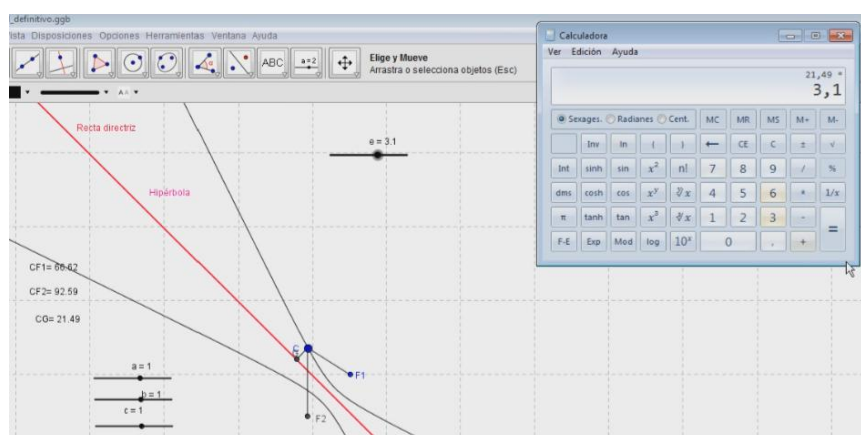 _definitivo.ggb
Vista Disposiciones Opciones Herramientas Ventana Ayuda
ABC
a=2
Elige y Mueve
Arrastra o selecciona objetos (Esc)
AA
Recta directriz
e = 3.1
Hipérbola
CF1= 66.62
CF2= 92.59
CG= 21.49
F1
F2
a = 1
b = 1
c = 1
Calculadora
Ver Edición Ayuda
21,49 *
3,1
Sexages. Radianes Cent. MC MR MS M+ M-
Inv ln ( ) ← CE C ± √
Int sinh sin x² n! 7 8 9 / %
dms cosh cos xʸ ʸ√x 4 5 6 * 1/x
π tanh tan x³ ³√x 1 2 3 - =
F-E Exp Mod log 10ˣ 0 , +